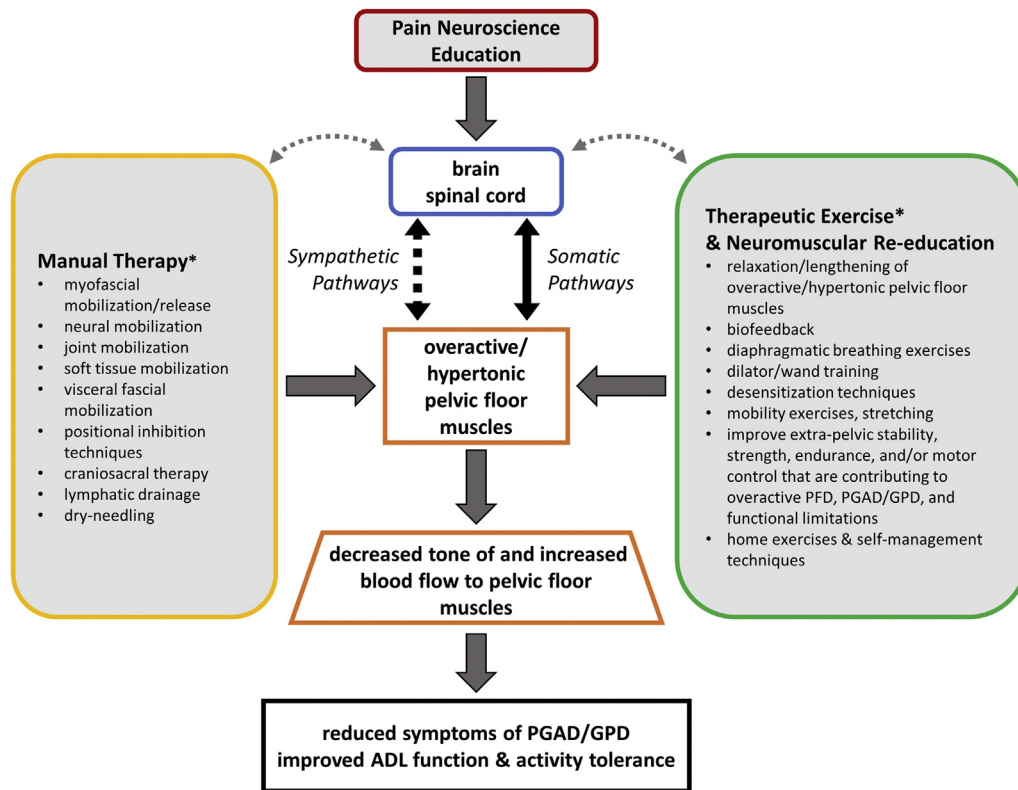 Pain Neuroscience
Education
brain
spinal cord
Sympathetic
Pathways
Somatic
Pathways
Manual Therapy*
• myofascial
mobilization/release
• neural mobilization
• joint mobilization
• soft tissue mobilization
• visceral fascial
mobilization
• positional inhibition
techniques
• craniosacral therapy
• lymphatic drainage
• dry-needling
overactive/
hypertonic
pelvic floor
muscles
Therapeutic Exercise*
& Neuromuscular Re-education
• relaxation/lengthening of
overactive/hypertonic pelvic floor
muscles
• biofeedback
• diaphragmatic breathing exercises
• dilator/wand training
• desensitization techniques
• mobility exercises, stretching
• improve extra-pelvic stability,
strength, endurance, and/or motor
control that are contributing to
overactive PFD, PGAD/GPD, and
functional limitations
• home exercises & self-management
techniques
decreased tone of and increased
blood flow to pelvic floor
muscles
reduced symptoms of PGAD/GPD
improved ADL function & activity tolerance